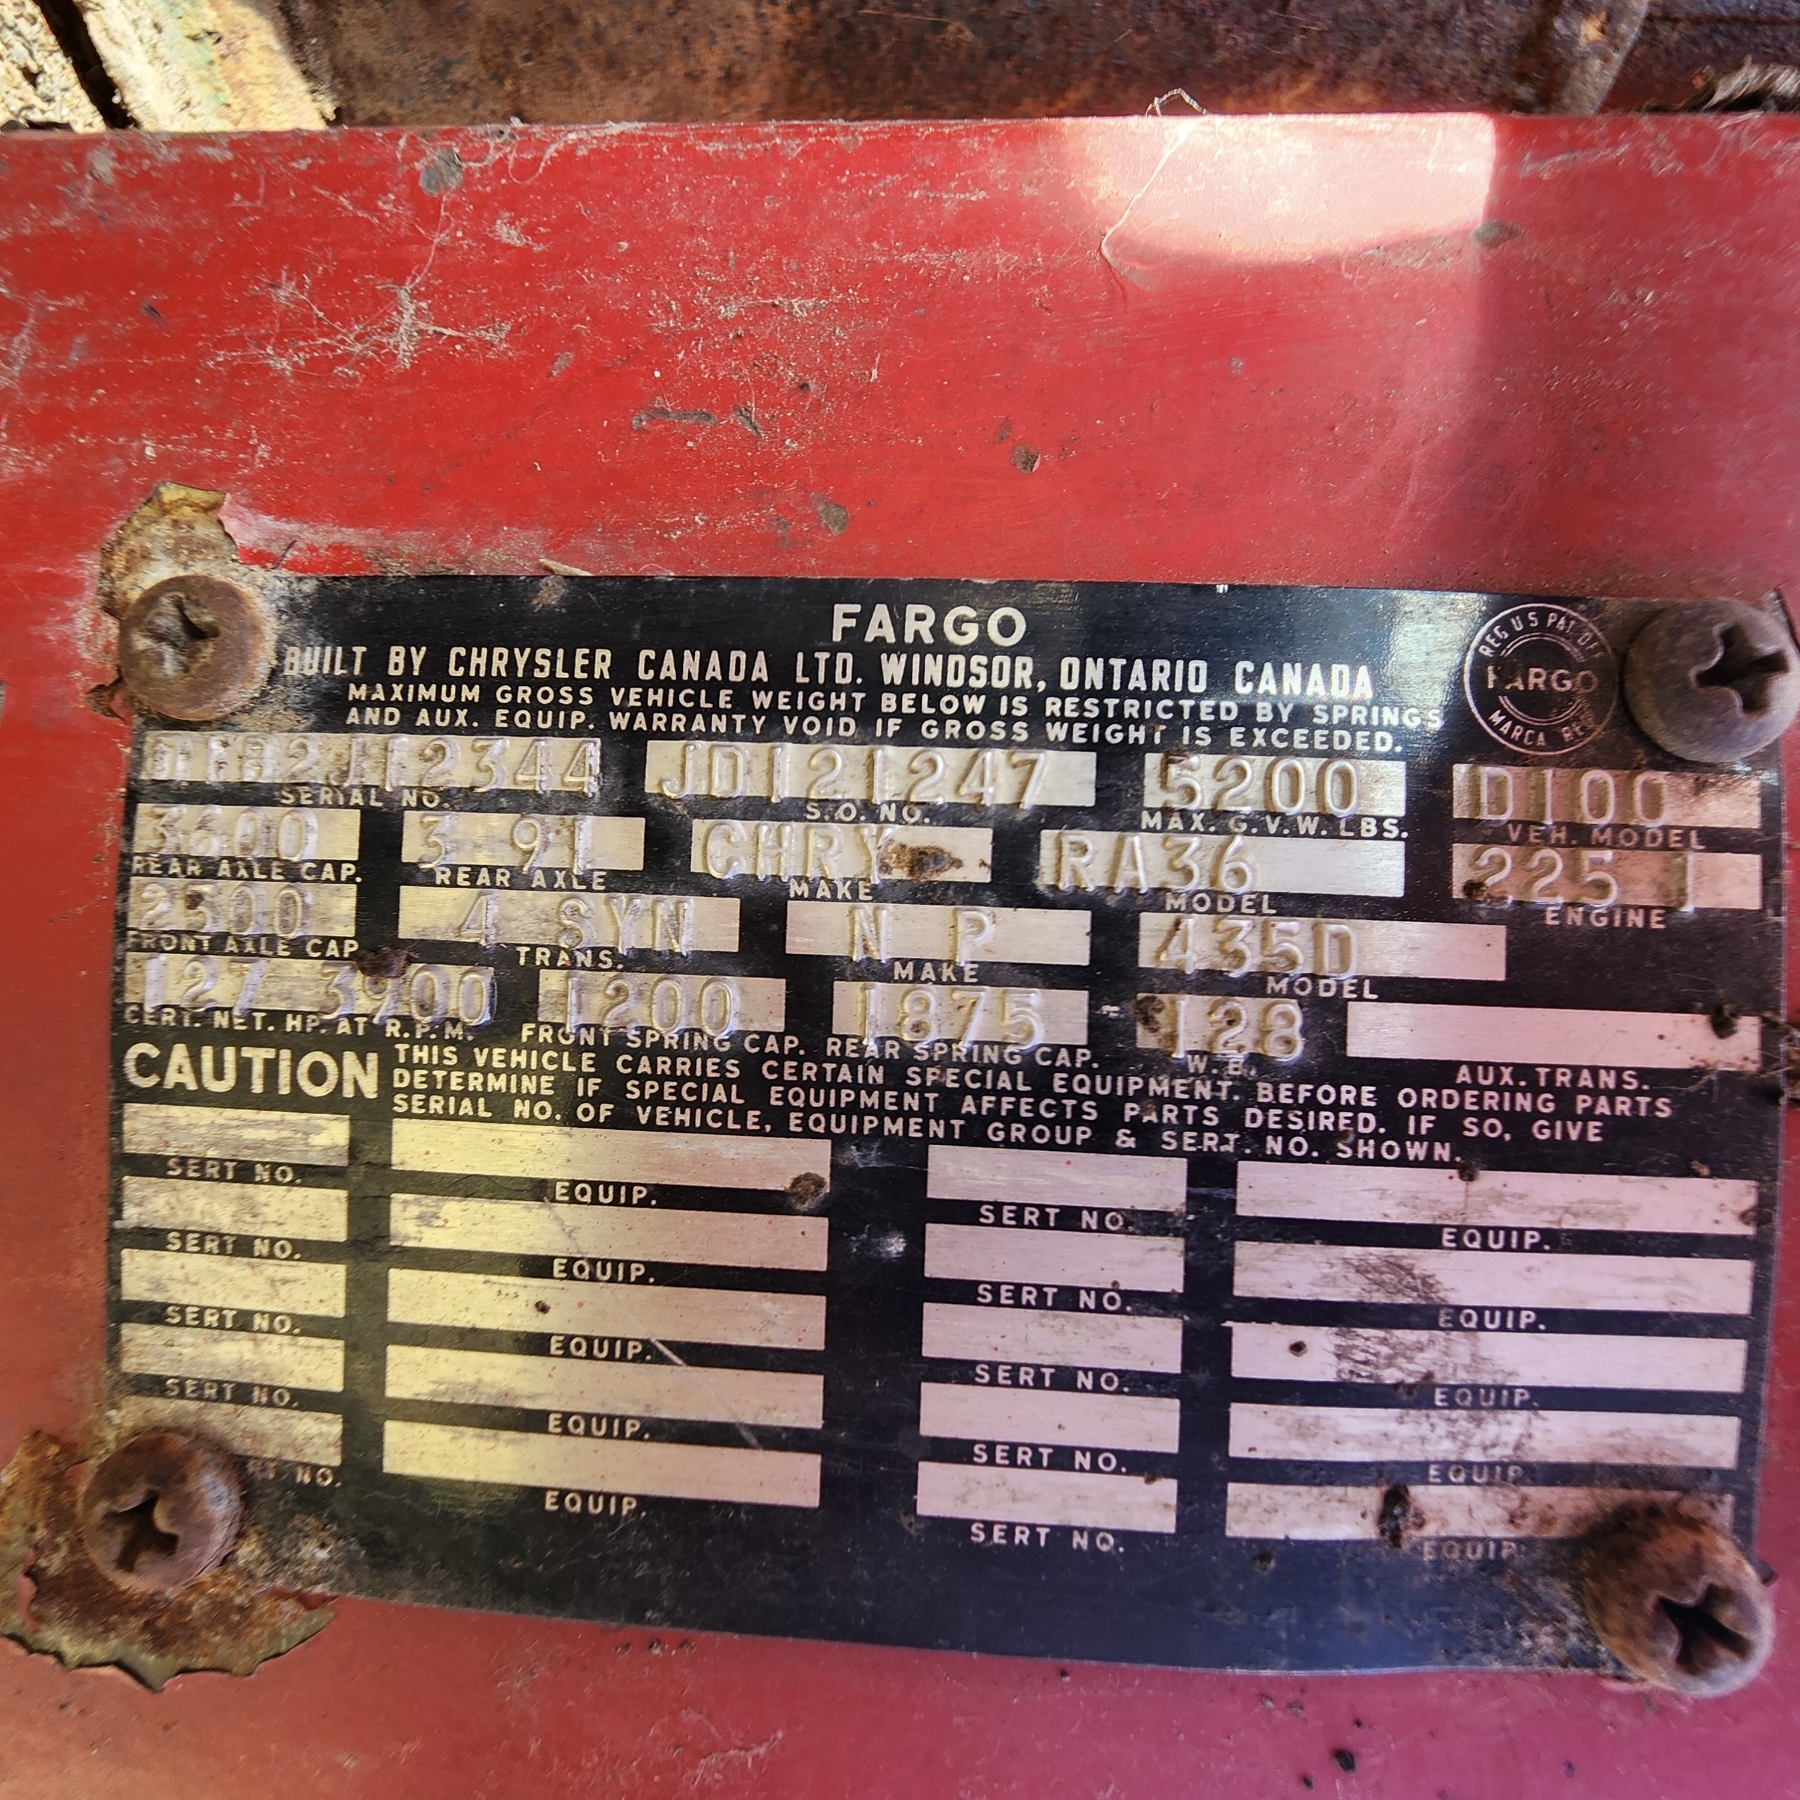 FARGO
BUILT BY CHRYSLER CANADA LTD. WINDSOR, ONTARIO CANADA
MAXIMUM GROSS VEHICLE WEIGHT BELOW IS RESTRICTED BY SPRINGS
AND AUX. EQUIP. WARRANTY VOID IF GROSS WEIGHT IS EXCEEDED.
REG US PAT OF
FARGO
MARCA REG
JD121247 5200 D100
SERIAL NO. S.O. NO. MAX. G.V.W. LBS. VEH. MODEL
3600 3 91 CHRY RA36 225 1
REAR AXLE CAP. REAR AXLE MAKE MODEL ENGINE
2500 4 SYN N P 435D
FRONT AXLE CAP. TRANS. MAKE MODEL
127 3900 1200 1875 128
CERT. NET. HP. AT R.P.M. FRONT SPRING CAP. REAR SPRING CAP. W.B. AUX. TRANS.
CAUTION THIS VEHICLE CARRIES CERTAIN SPECIAL EQUIPMENT. BEFORE ORDERING PARTS
DETERMINE IF SPECIAL EQUIPMENT AFFECTS PARTS DESIRED. IF SO, GIVE
SERIAL NO. OF VEHICLE, EQUIPMENT GROUP & SERT. NO. SHOWN.
SERT NO. EQUIP. SERT NO. EQUIP.
SERT NO. EQUIP. SERT NO. EQUIP.
SERT NO. EQUIP. SERT NO. EQUIP.
SERT NO. EQUIP. SERT NO. EQUIP
NO. EQUIP. SERT NO. EQUIP